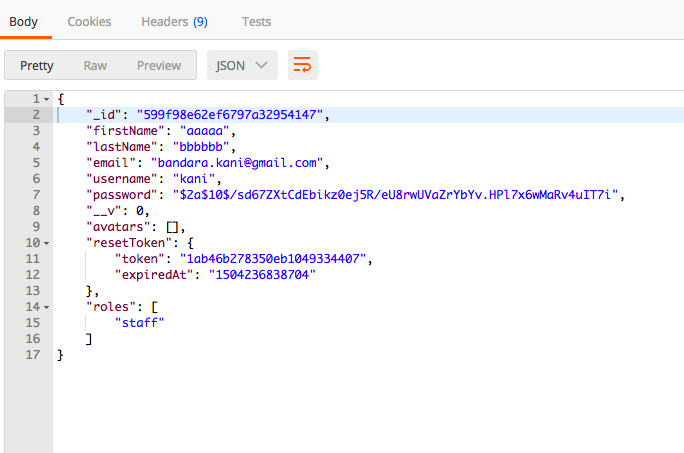 Body Cookies Headers (9) Tests
Pretty Raw Preview JSON
1 {
2 "_id": "599f98e62ef6797a32954147",
3 "firstName": "aaaaa",
4 "lastName": "bbbbbb",
5 "email": "bandara.kani@gmail.com",
6 "username": "kani",
7 "password": "$2a$10$/sd67ZXtCdEbikz0ej5R/eU8rwUVaZrYbYv.HPl7x6wMaRv4uIT7i",
8 "__v": 0,
9 "avatars": [],
10 "resetToken": {
11 "token": "1ab46b278350eb1049334407",
12 "expiredAt": "1504236838704"
13 },
14 "roles": [
15 "staff"
16 ]
17 }